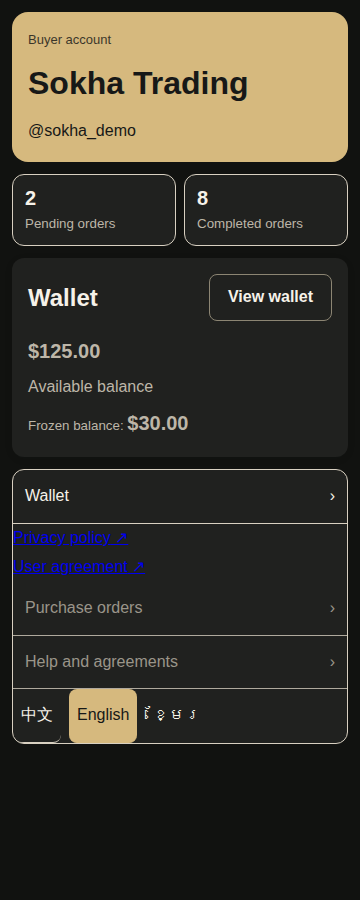 Buyer account
Sokha Trading
@sokha_demo
2
Pending orders
8
Completed orders
Wallet
View wallet
$125.00
Available balance
Frozen balance: $30.00
Wallet ›
Privacy policy ↗
User agreement ↗
Purchase orders ›
Help and agreements ›
中文 English ខ្មែរ